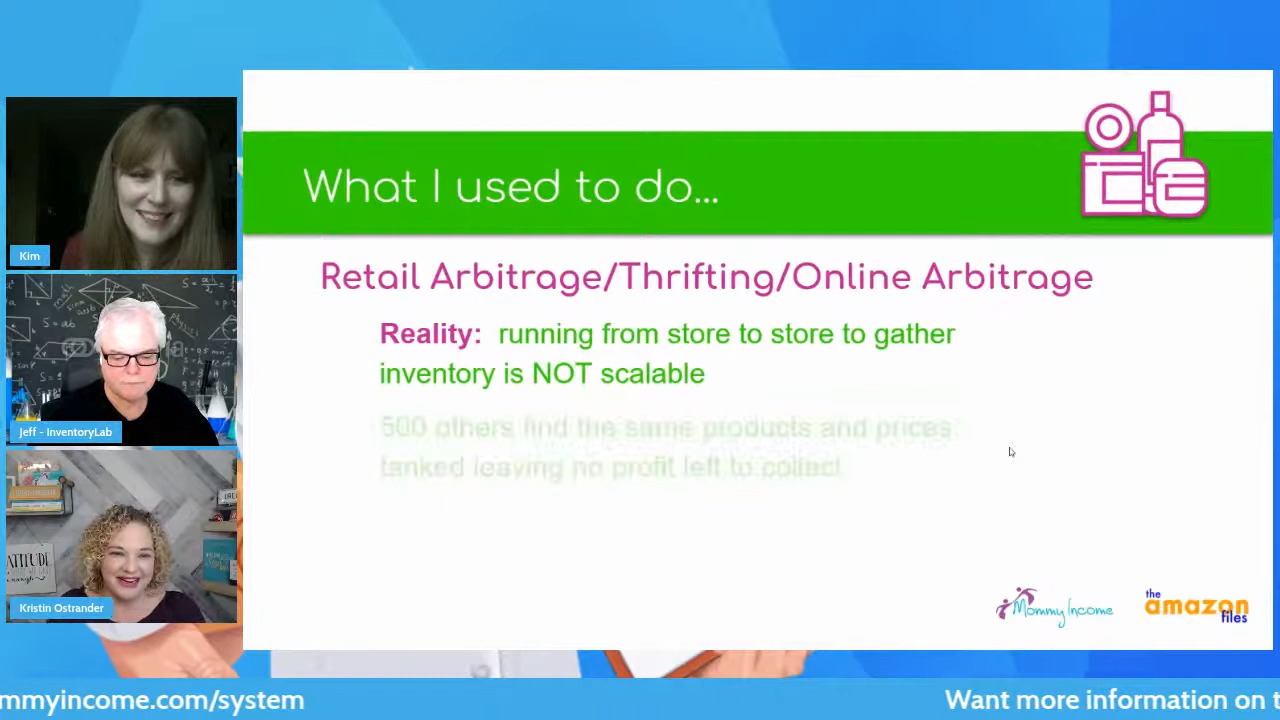 What I used to do...
Retail Arbitrage/Thrifting/Online Arbitrage
Reality: running from store to store to gather
inventory is NOT scalable
500 others find the same products and prices
tanked leaving no profit left to collect
Kim
Jeff - InventoryLab
Kristin Ostrander
Mommy Income
the
amazon
files
mmyincome.com/system
Want more information on t